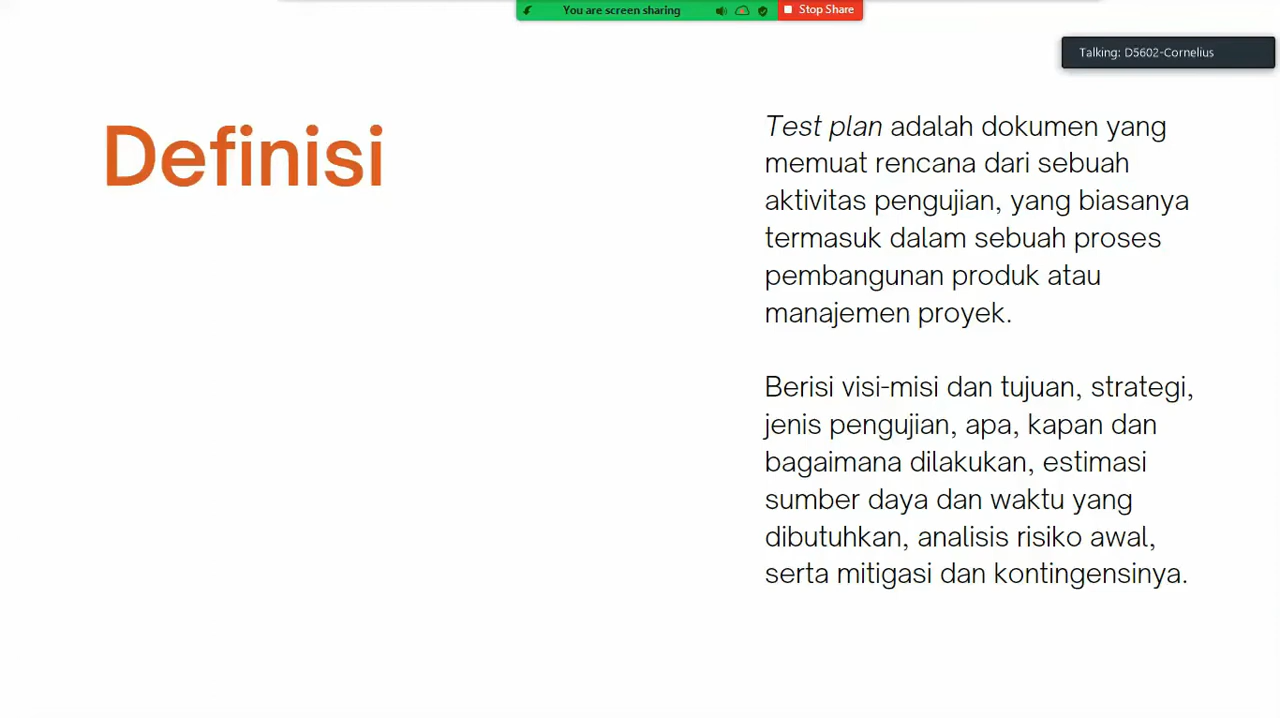 You are screen sharing
Stop Share
Talking: D5602-Cornelius
Definisi
Test plan adalah dokumen yang
memuat rencana dari sebuah
aktivitas pengujian, yang biasanya
termasuk dalam sebuah proses
pembangunan produk atau
manajemen proyek.
Berisi visi-misi dan tujuan, strategi,
jenis pengujian, apa, kapan dan
bagaimana dilakukan, estimasi
sumber daya dan waktu yang
dibutuhkan, analisis risiko awal,
serta mitigasi dan kontingensinya.